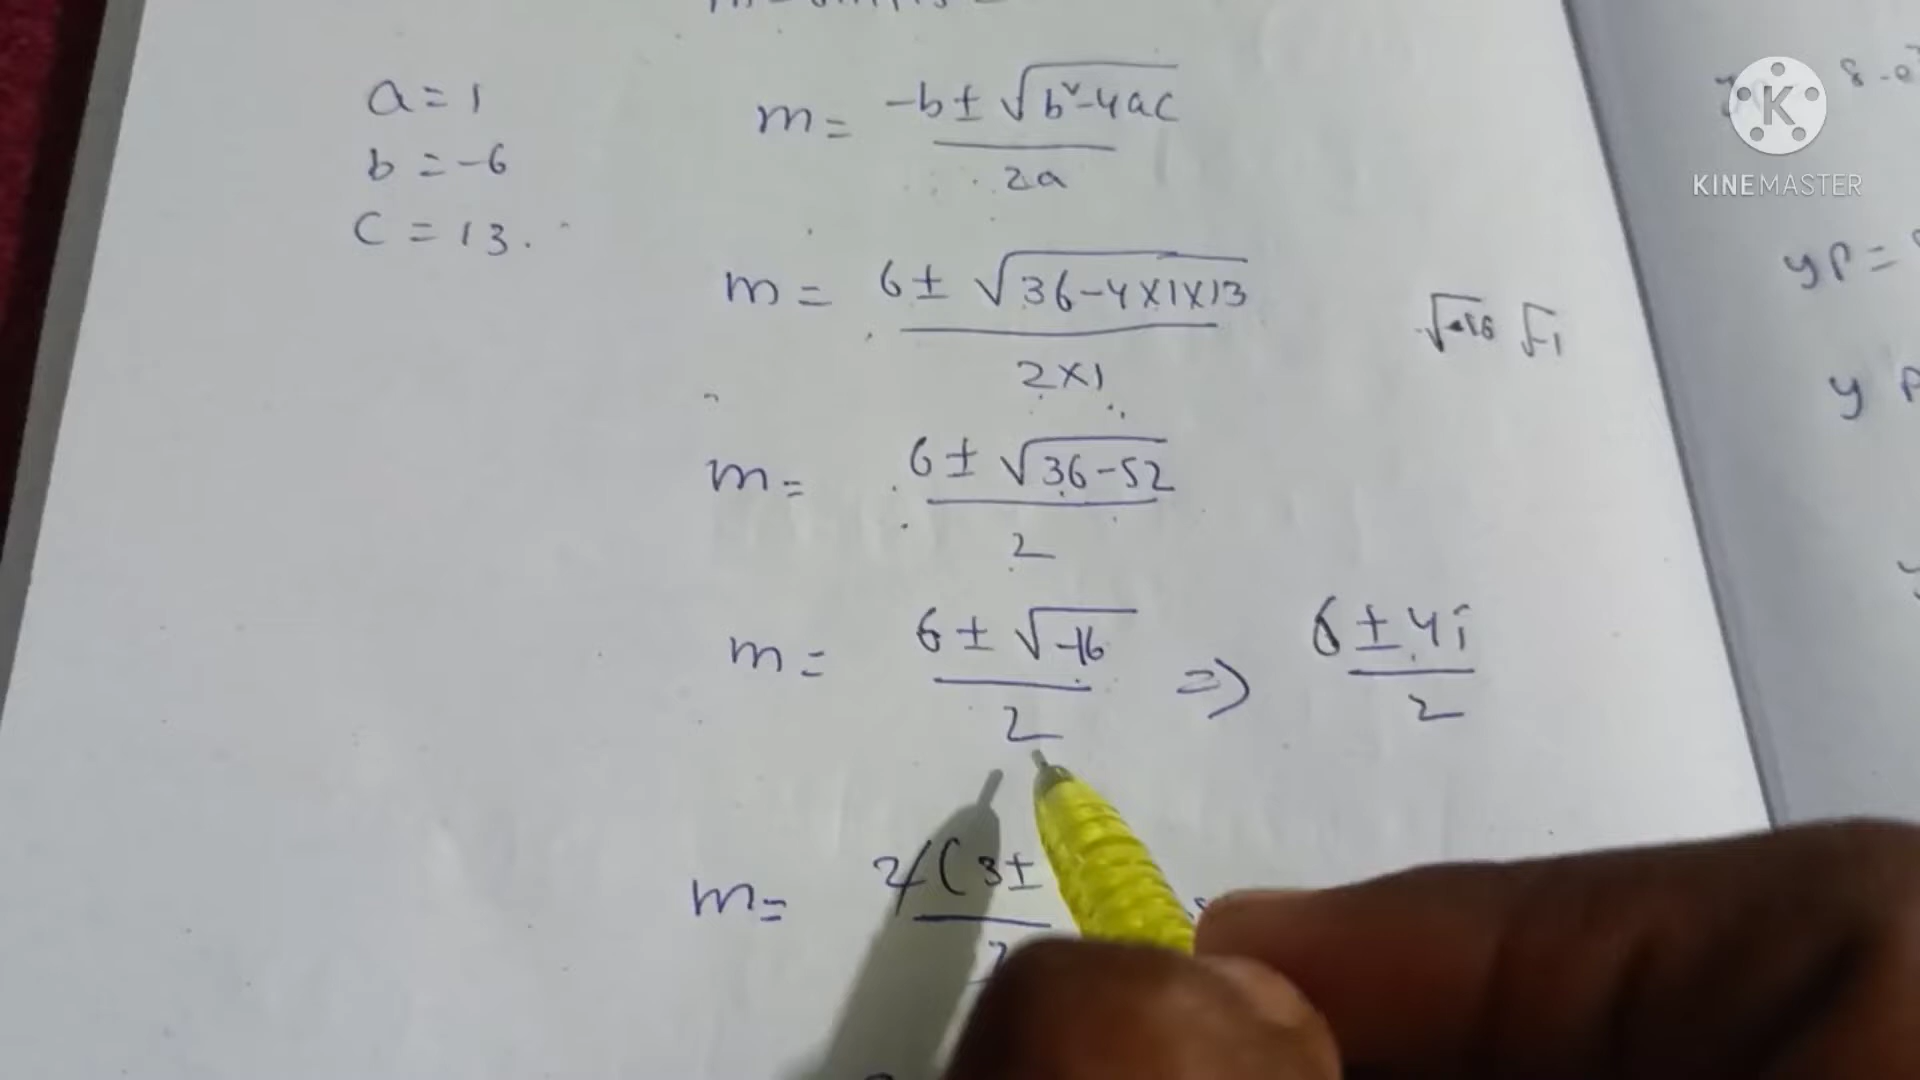 a = 1
b = -6
c = 13.
m = (-b ± √(b²-4ac)) / 2a
m = (6 ± √(36-4×1×13)) / 2×1
√-1
m = (6 ± √(36-52)) / 2
m = (6 ± √-16) / 2 ⇒ (6 ± 4i) / 2
m = 2(3 ±
KINEMASTER
yp =
y